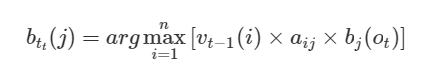 b_{t_t}(j) = arg\max_{i=1}^{n} [v_{t-1}(i) × a_{ij} × b_j(o_t)]